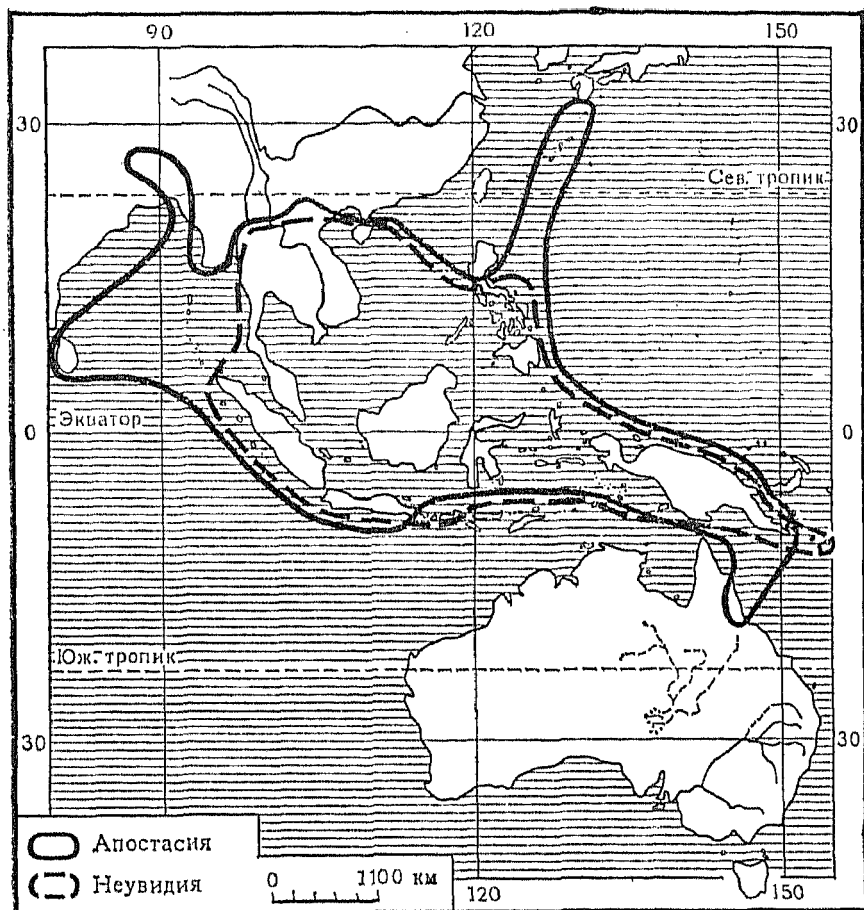 90 120 150
30 30
Сев. тропик
Экватор
0 0
Юж. тропик
30 30
Апостасия
Неувидия
0 1100 км
120 150